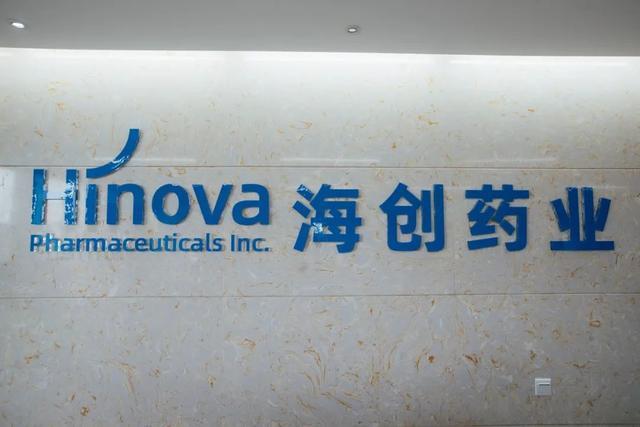 Hinova
Pharmaceuticals Inc.
海创药业